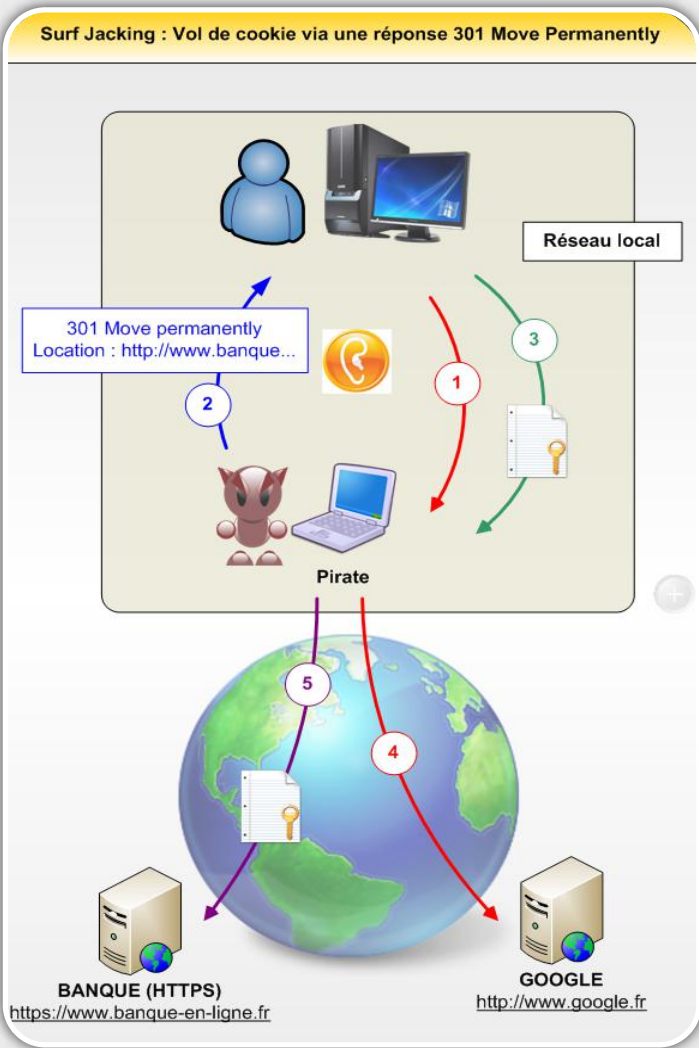 Surf Jacking : Vol de cookie via une réponse 301 Move Permanently
Réseau local
301 Move permanently
Location : http://www.banque...
3
1
2
Pirate
5
4
BANQUE (HTTPS)
https://www.banque-en-ligne.fr
GOOGLE
http://www.google.fr